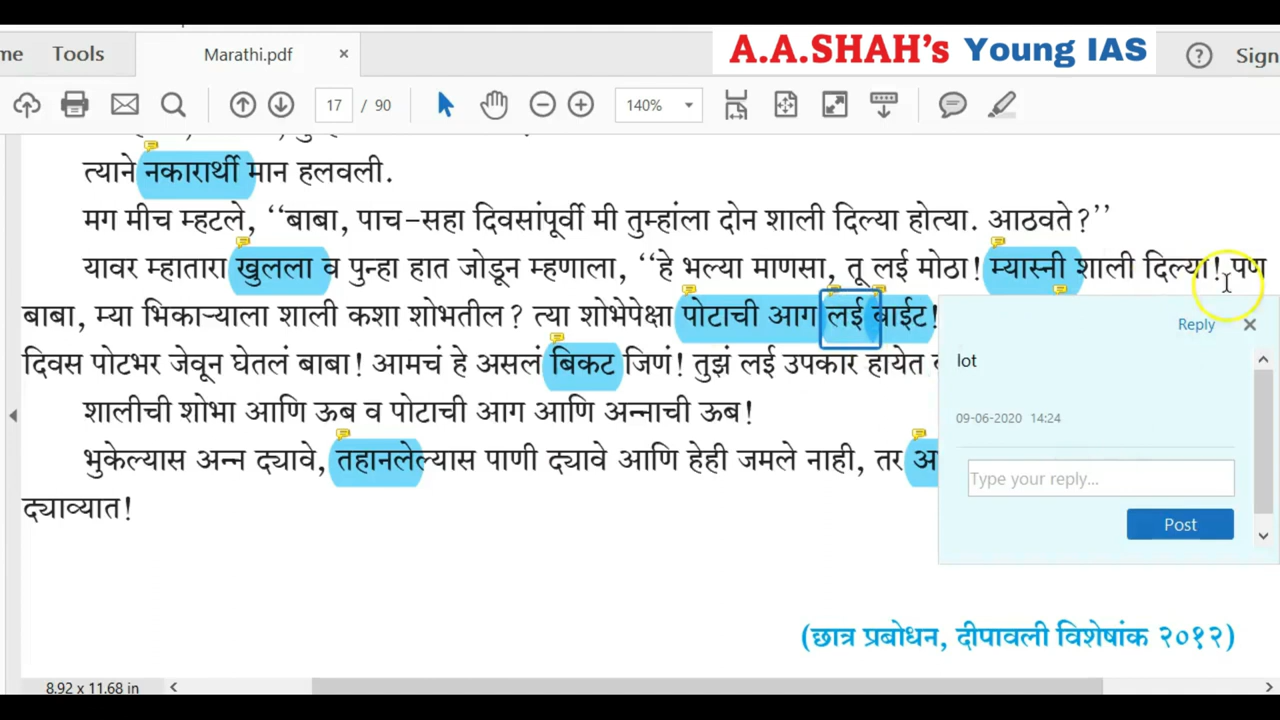 A.A.SHAH's Young IAS
Tools
Marathi.pdf
×
Sign
17 / 90
140%
त्याने नकारार्थी मान हलवली.
मग मीच म्हटले, ‘‘बाबा, पाच-सहा दिवसांपूर्वी मी तुम्हांला दोन शाली दिल्या होत्या. आठवते?’’
यावर म्हातारा खुलला व पुन्हा हात जोडून म्हणाला, ‘‘हे भल्या माणसा, तू लई मोठा! म्यास्नी शाली दिल्या! पण
बाबा, म्या भिकाऱ्याला शाली कशा शोभतील? त्या शोभेपेक्षा पोटाची आग लई वाईट!
दिवस पोटभर जेवून घेतलं बाबा! आमचं हे असलं बिकट जिणं! तुझं लई उपकार हायेत
शालीची शोभा आणि ऊब व पोटाची आग आणि अन्नाची ऊब!
भुकेल्यास अन्न द्यावे, तहानलेल्यास पाणी द्यावे आणि हेही जमले नाही, तर
द्याव्यात!
Reply ×
lot
09-06-2020 14:24
Type your reply...
Post
(छात्र प्रबोधन, दीपावली विशेषांक २०१२)
8.92 x 11.68 in